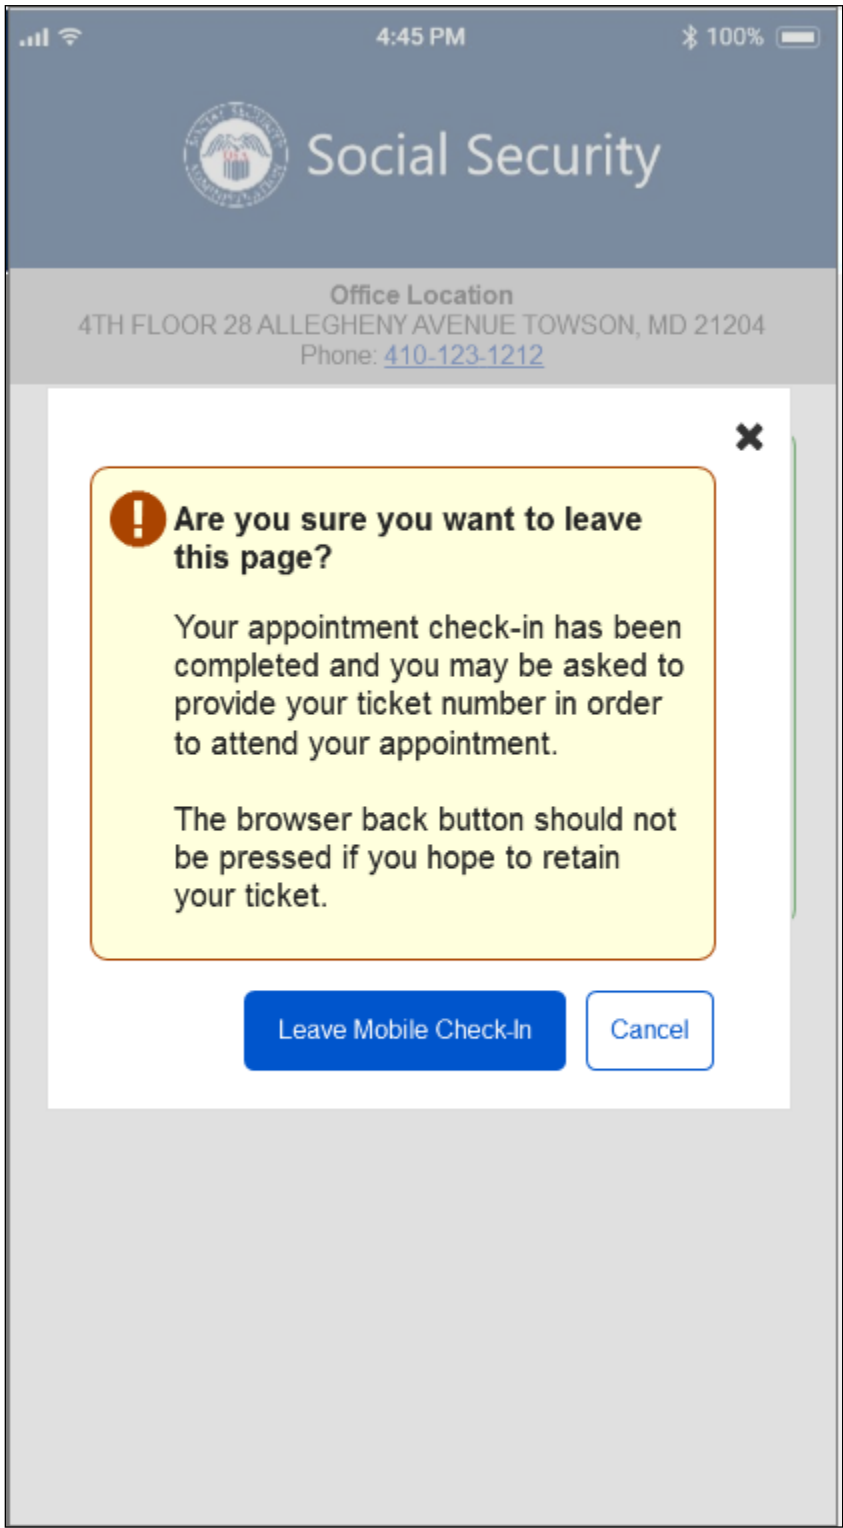 4:45 PM
100%
Social Security
Office Location
4TH FLOOR 28 ALLEGHENY AVENUE TOWSON, MD 21204
Phone: 410-123-1212
Are you sure you want to leave
this page?
Your appointment check-in has been
completed and you may be asked to
provide your ticket number in order
to attend your appointment.
The browser back button should not
be pressed if you hope to retain
your ticket.
Leave Mobile Check-In
Cancel